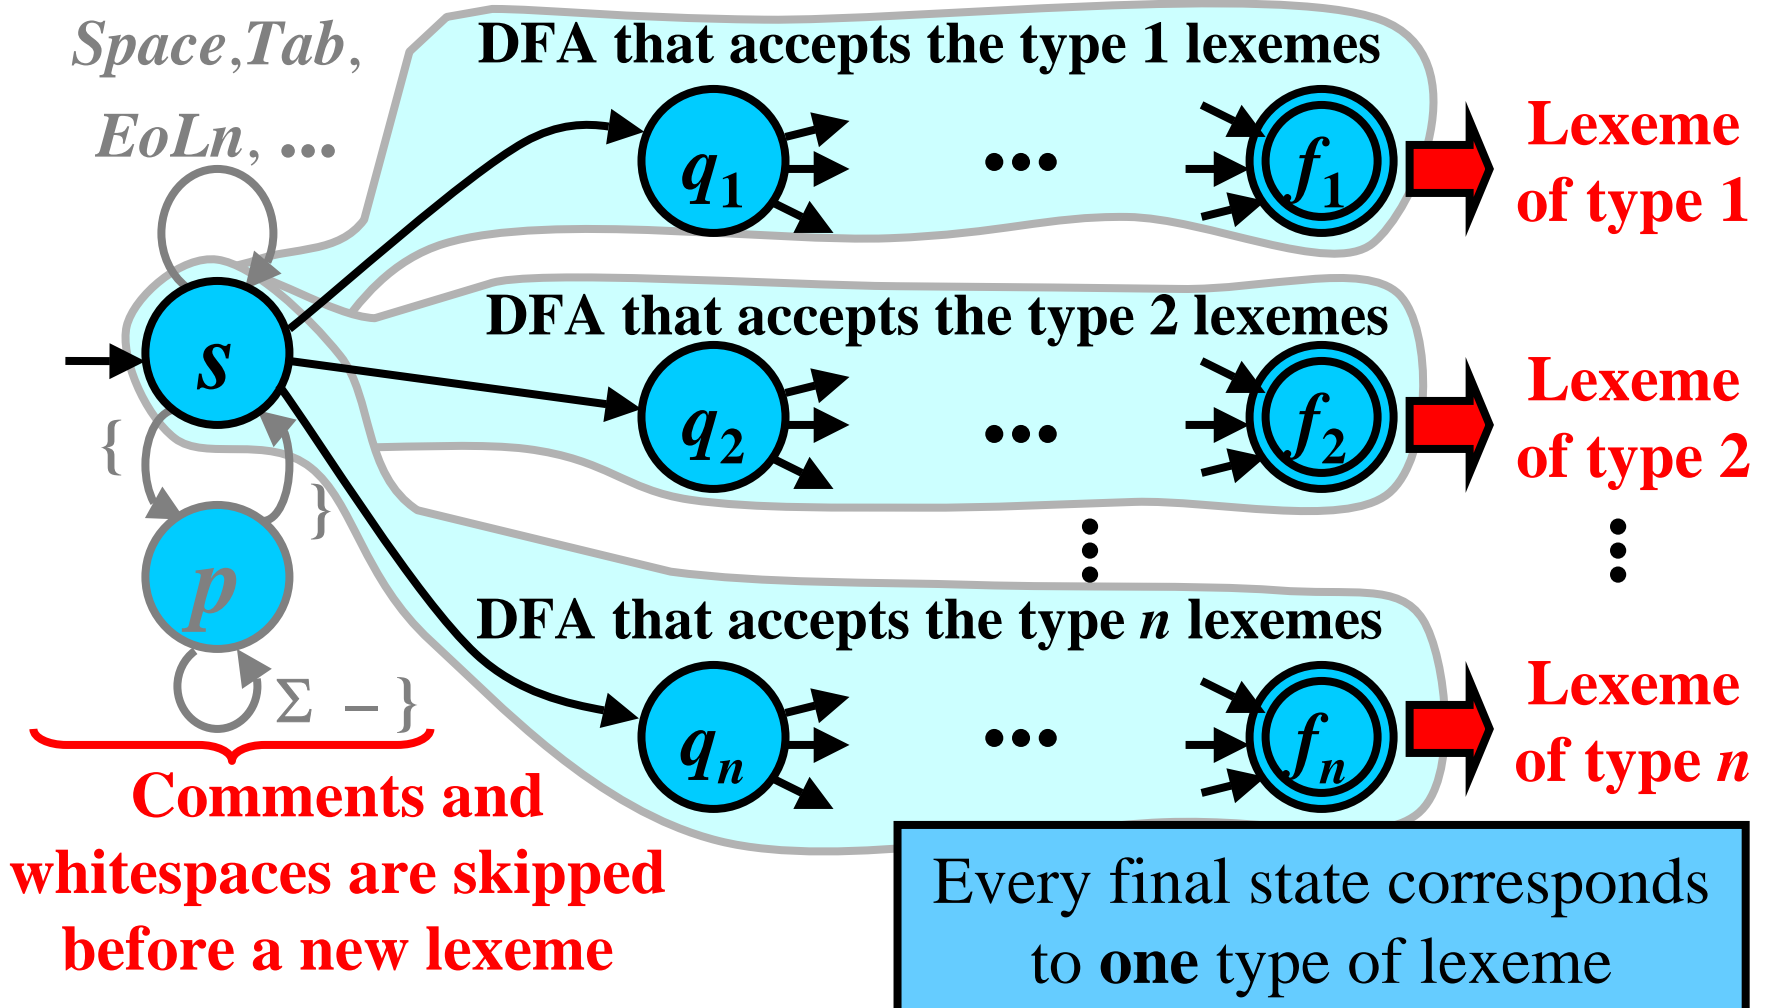 Space, Tab,
EoLn, ...
DFA that accepts the type 1 lexemes
q1
...
f1
Lexeme
of type 1
s
DFA that accepts the type 2 lexemes
q2
...
f2
Lexeme
of type 2
{
}
p
Σ – }
DFA that accepts the type n lexemes
qn
...
fn
Lexeme
of type n
Comments and
whitespaces are skipped
before a new lexeme
Every final state corresponds
to one type of lexeme